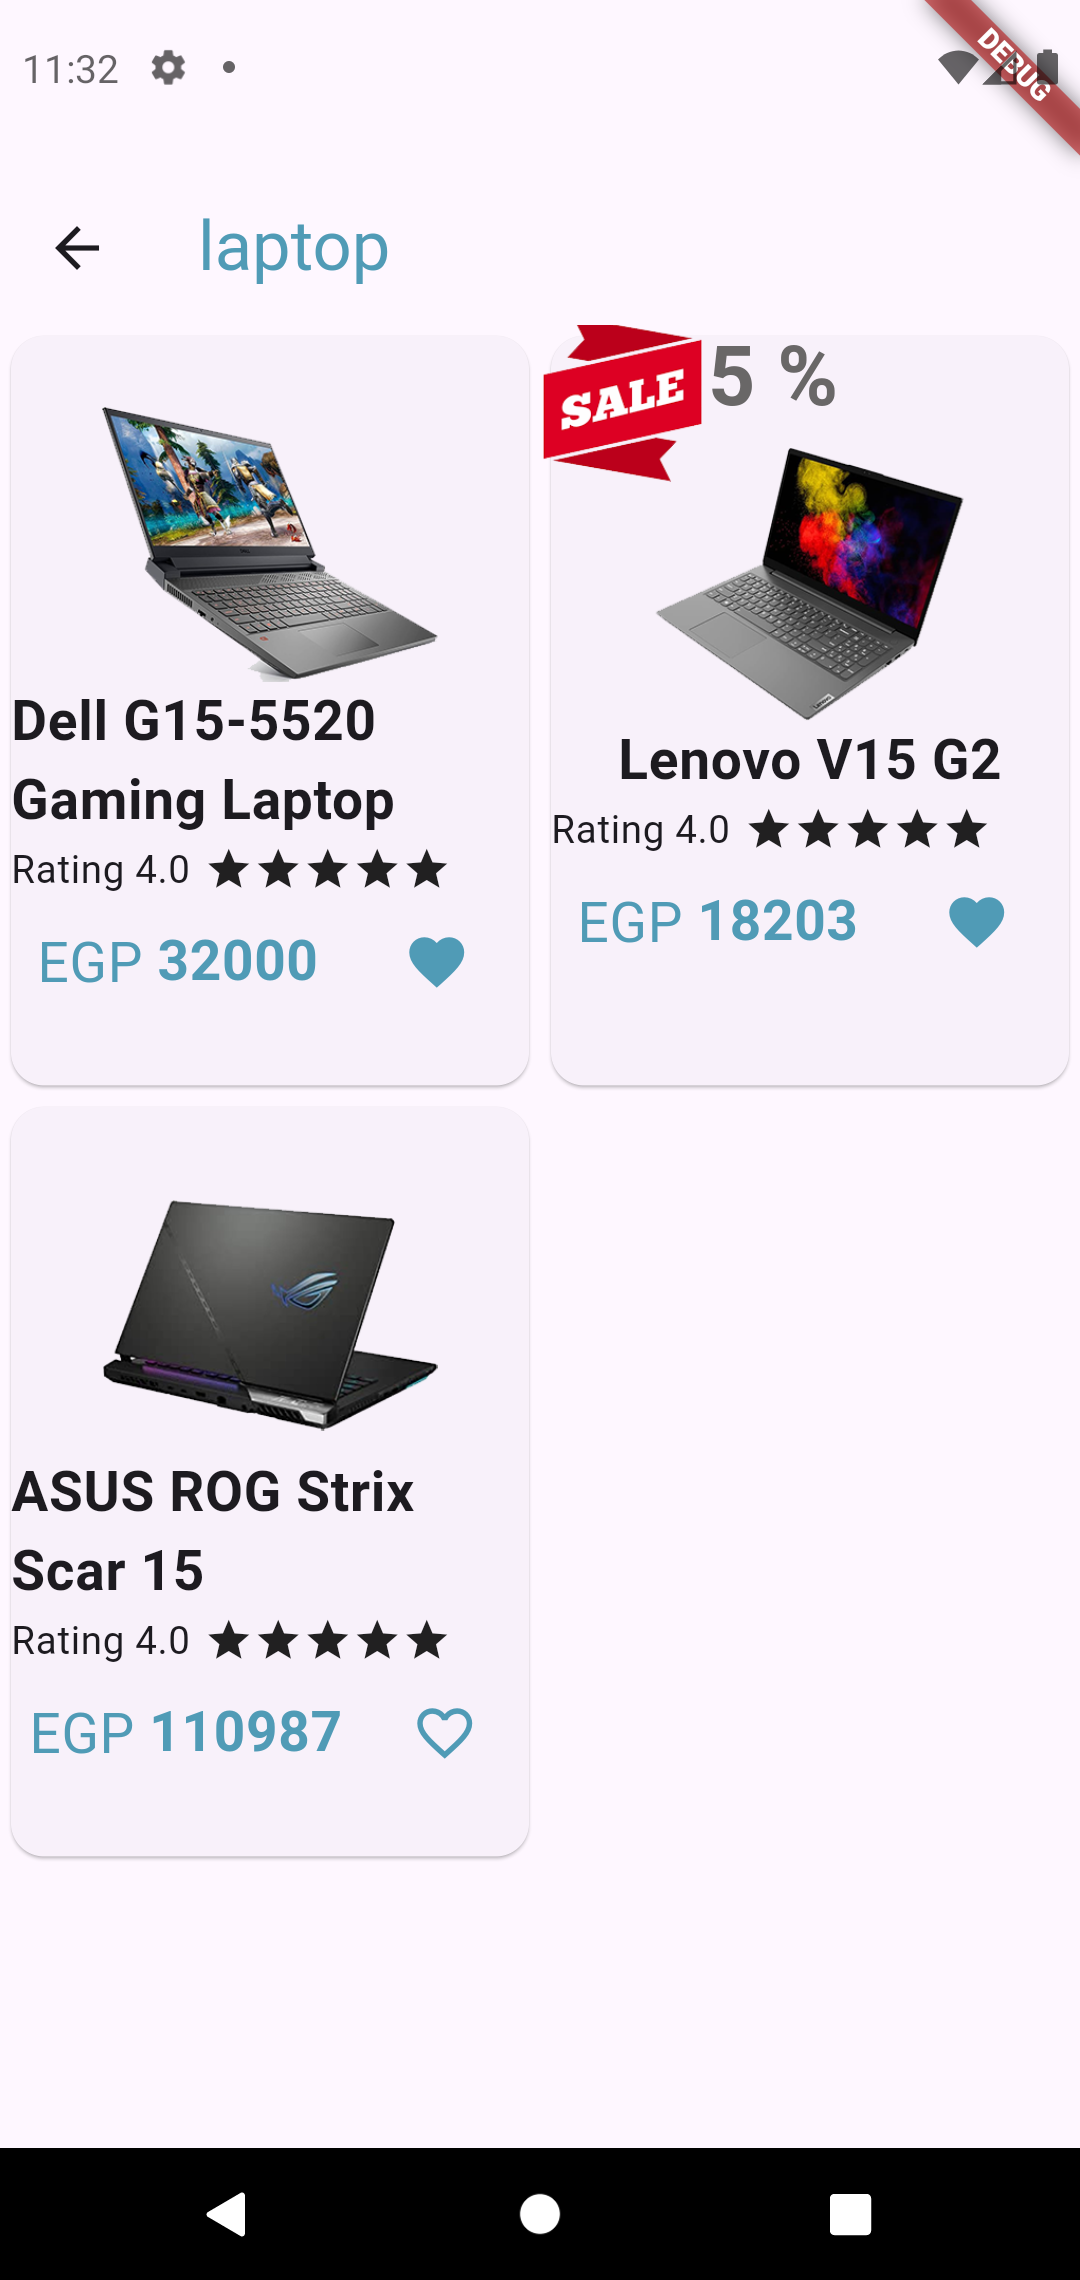 11:32
DEBUG
laptop
Dell G15-5520
Gaming Laptop
Rating 4.0
EGP 32000
SALE 5 %
Lenovo V15 G2
Rating 4.0
EGP 18203
ASUS ROG Strix
Scar 15
Rating 4.0
EGP 110987